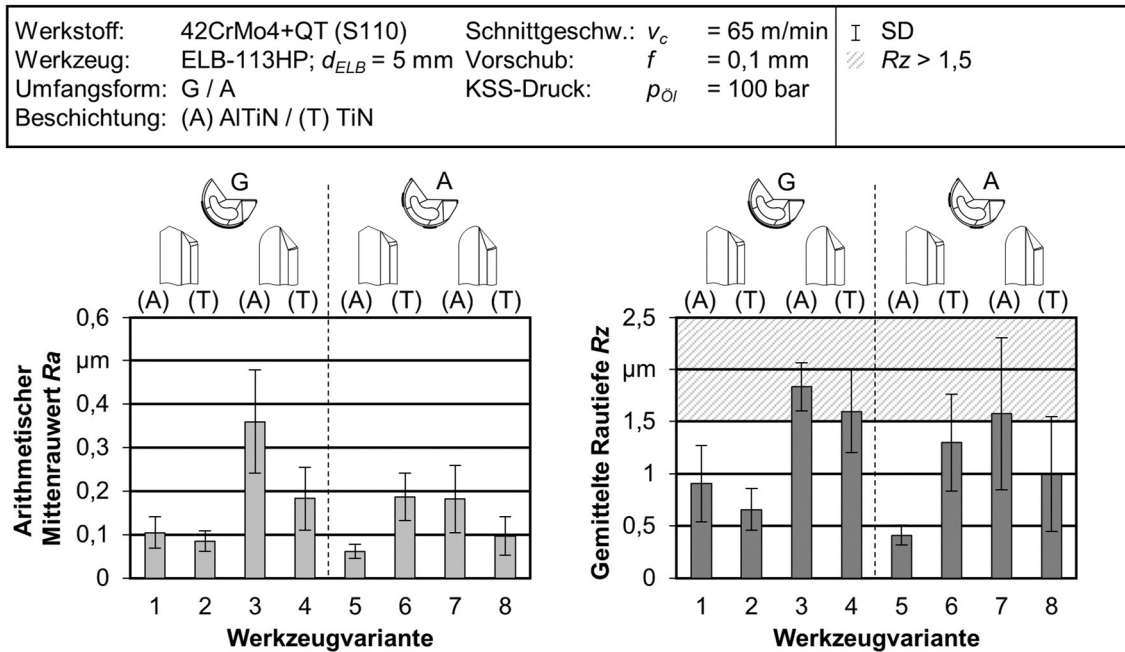 Werkstoff: 42CrMo4+QT (S110) Schnittgeschw.: vc = 65 m/min I SD
Werkzeug: ELB-113HP; dELB = 5 mm Vorschub: f = 0,1 mm Rz > 1,5
Umfangsform: G / A KSS-Druck: pÖl = 100 bar
Beschichtung: (A) AlTiN / (T) TiN
G A
(A) (T) (A) (T) (A) (T) (A) (T)
0,6
µm
0,4
0,3
0,2
0,1
0
Arithmetischer
Mittenrauwert Ra
1 2 3 4 5 6 7 8
Werkzeugvariante
G A
(A) (T) (A) (T) (A) (T) (A) (T)
2,5
µm
1,5
1
0,5
0
Gemittelte Rautiefe Rz
1 2 3 4 5 6 7 8
Werkzeugvariante